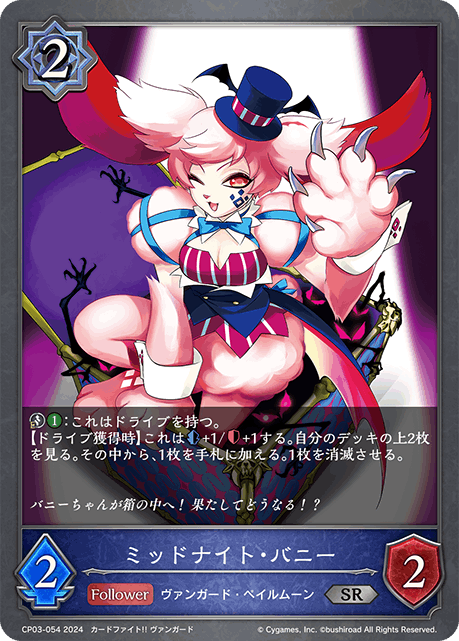 2
1:これはドライブを持つ。
【ドライブ獲得時】これは+1/+1する。自分のデッキの上2枚
を見る。その中から、1枚を手札に加える。1枚を消滅させる。
バニーちゃんが箱の中へ！果たしてどうなる！？
ミッドナイト・バニー
2 Follower ヴァンガード・ペイルムーン SR 2
CP03-054 2024 カードファイト!! ヴァンガード © Cygames, Inc. ©bushiroad All Rights Reserved.